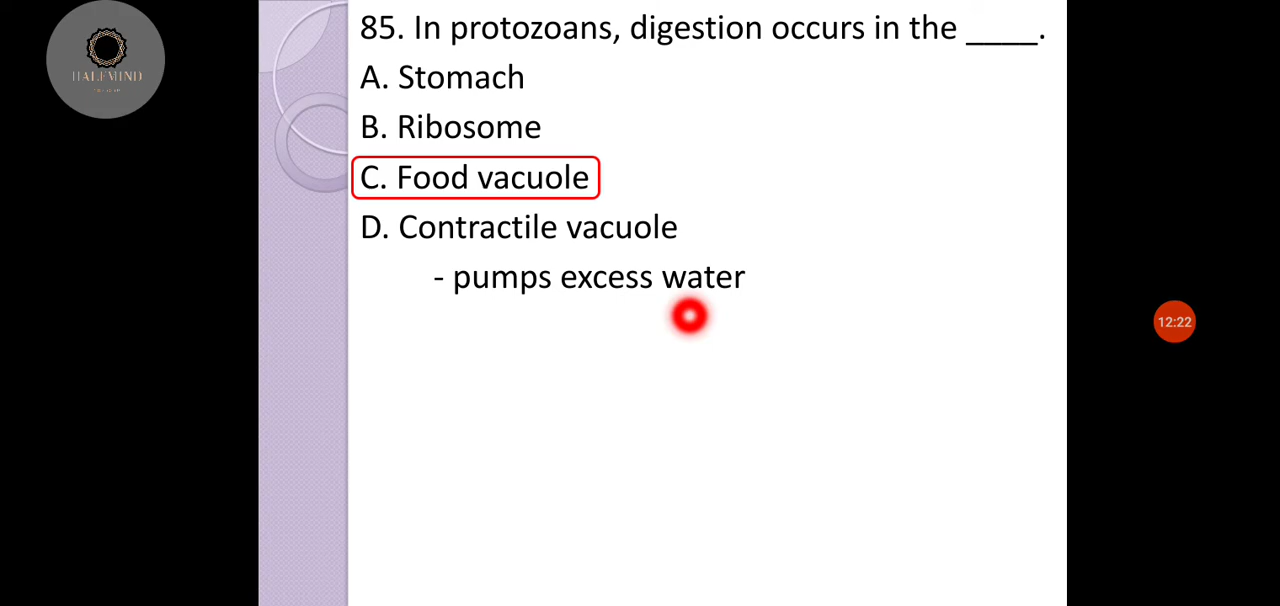 HALFMIND
85. In protozoans, digestion occurs in the ____.
A. Stomach
B. Ribosome
C. Food vacuole
D. Contractile vacuole
- pumps excess water
12:22